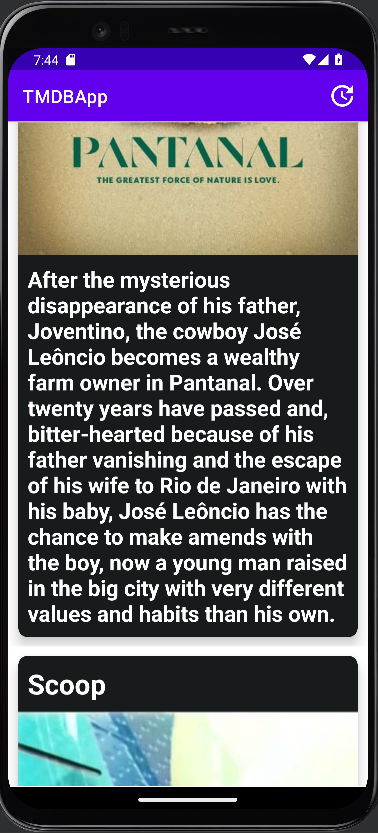 7:44
TMDBApp
PANTANAL
THE GREATEST FORCE OF NATURE IS LOVE.
After the mysterious
disappearance of his father,
Joventino, the cowboy José
Leôncio becomes a wealthy
farm owner in Pantanal. Over
twenty years have passed and,
bitter-hearted because of his
father vanishing and the escape
of his wife to Rio de Janeiro with
his baby, José Leôncio has the
chance to make amends with
the boy, now a young man raised
in the big city with very different
values and habits than his own.
Scoop